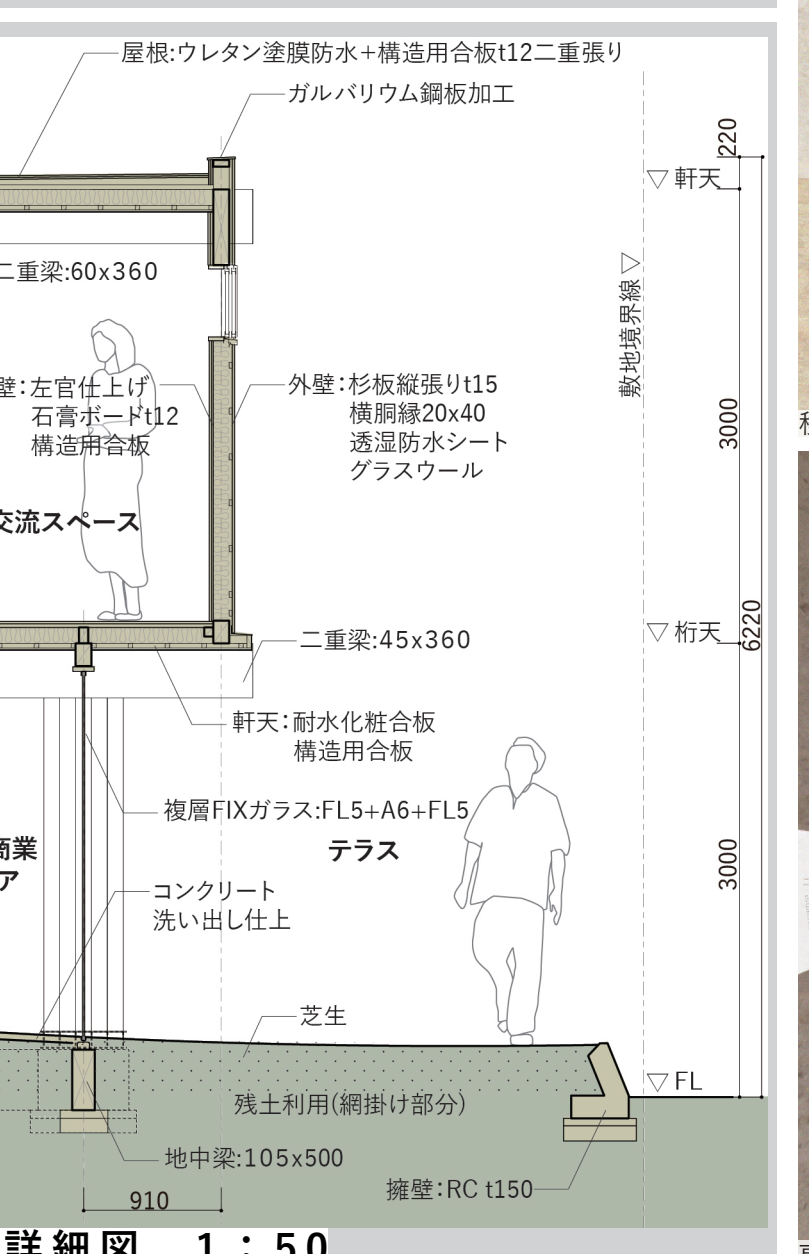 屋根:ウレタン塗膜防水＋構造用合板t12二重張り
ガルバリウム鋼板加工
220
▽ 軒天
二重梁:60x360
敷地境界線 ▽
壁：左官仕上げ
石膏ボードt12
構造用合板
外壁：杉板縦張りt15
横胴縁20x40
透湿防水シート
グラスウール
3000
交流スペース
二重梁:45x360
▽ 桁天
6220
軒天：耐水化粧合板
構造用合板
複層FIXガラス:FL5+A6+FL5
商業
ア
テラス
3000
コンクリート
洗い出し仕上
芝生
▽ FL
残土利用(網掛け部分)
地中梁:105x500
擁壁：RC t150
910
詳細図 1：50